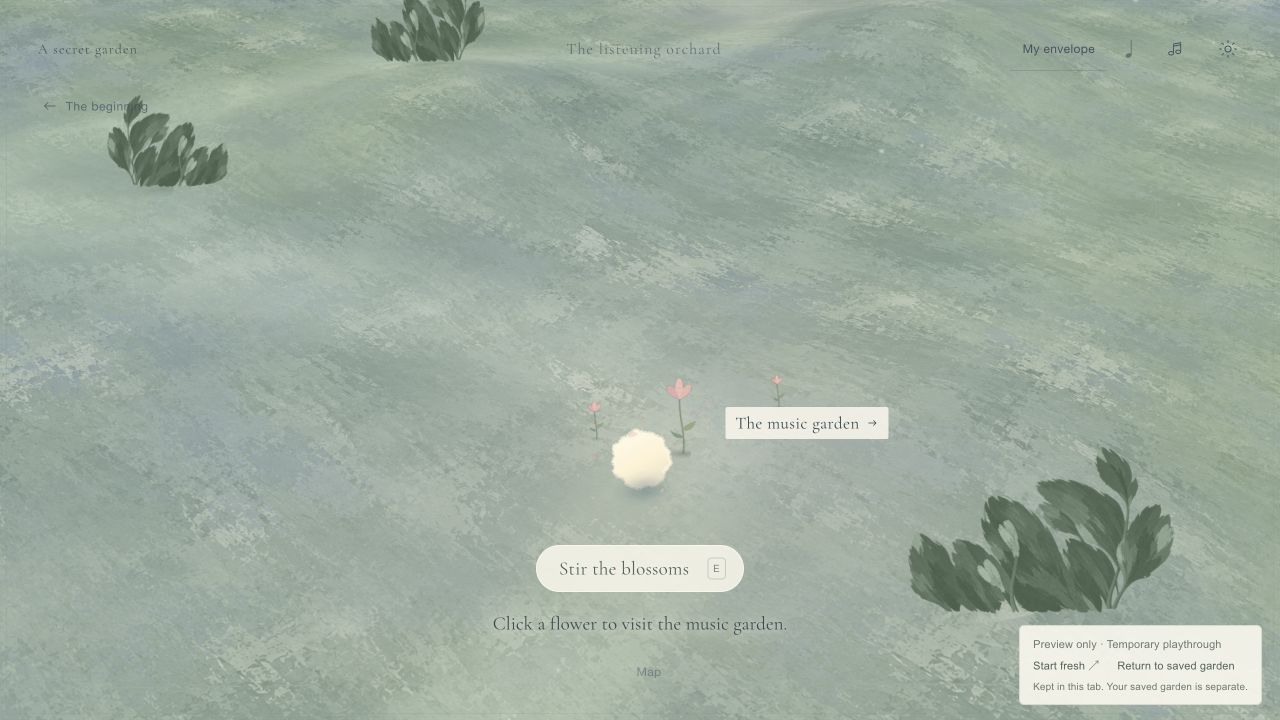 A secret garden
The listening orchard
My envelope
← The beginning
The music garden →
Stir the blossoms E
Click a flower to visit the music garden.
Map
Preview only · Temporary playthrough
Start fresh ↗ Return to saved garden
Kept in this tab. Your saved garden is separate.